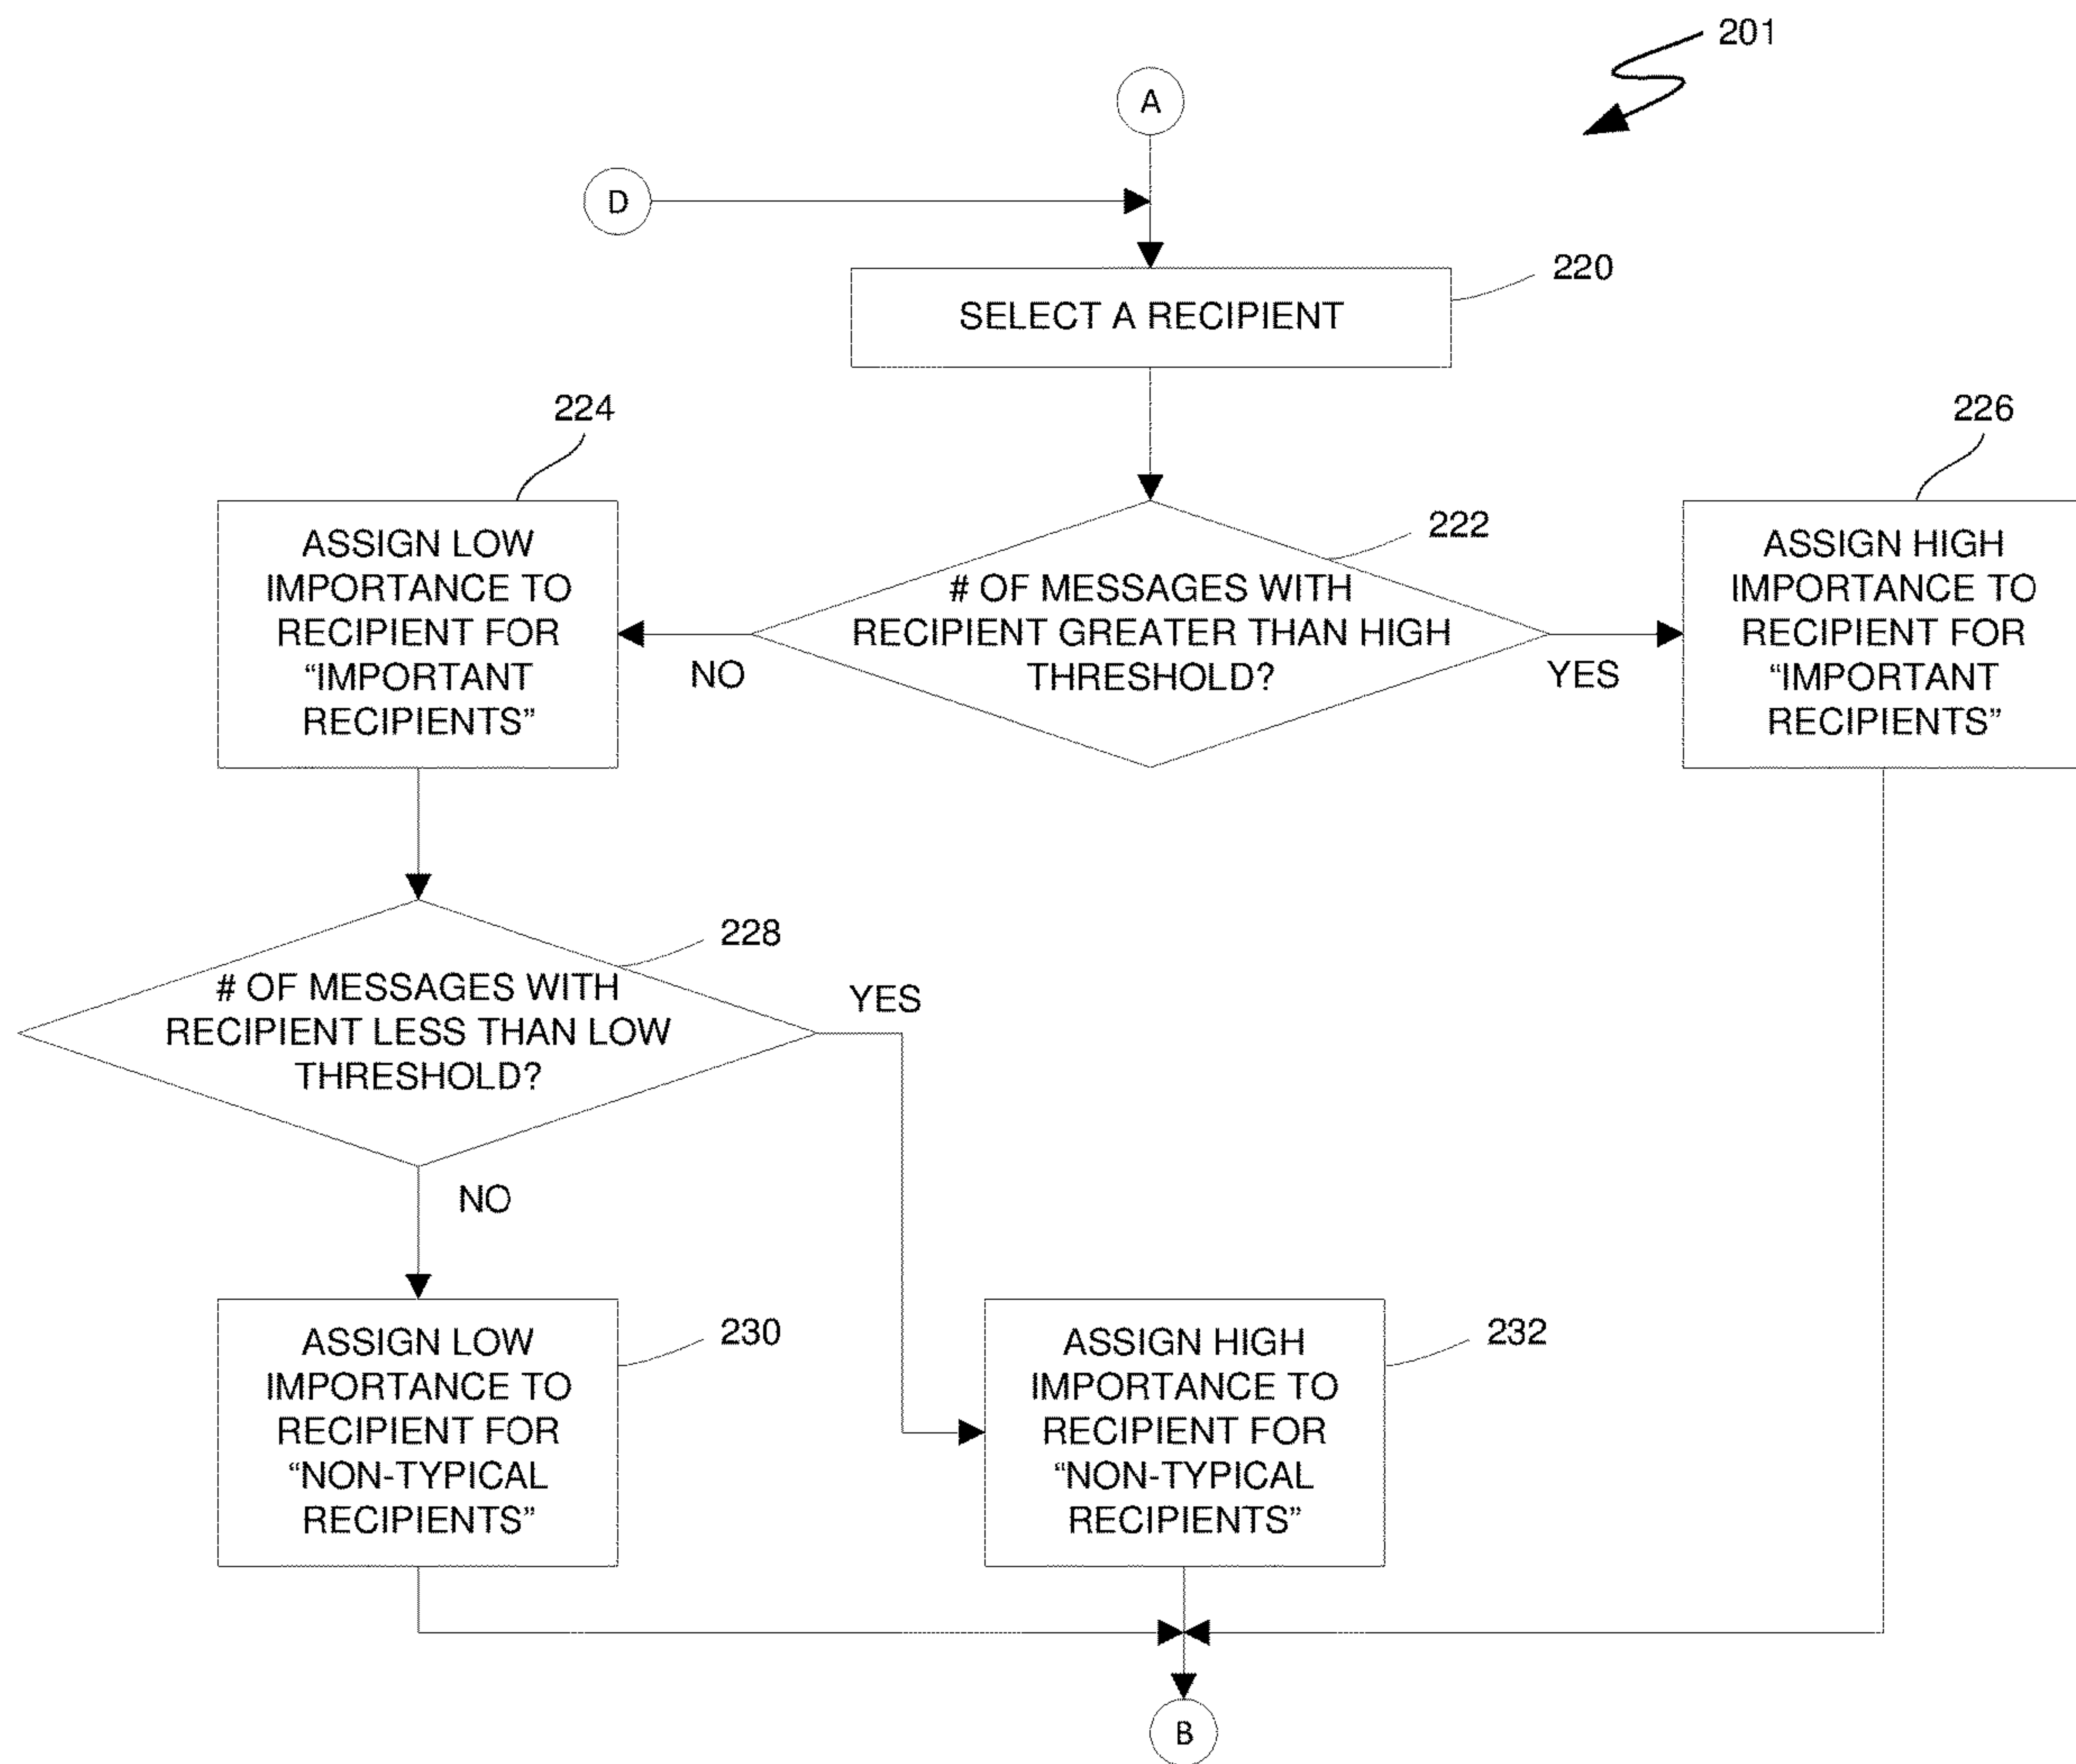 201
A
D
220
SELECT A RECIPIENT
224
226
ASSIGN LOW
IMPORTANCE TO
RECIPIENT FOR
“IMPORTANT
RECIPIENTS”
222
# OF MESSAGES WITH
RECIPIENT GREATER THAN HIGH
THRESHOLD?
NO
YES
ASSIGN HIGH
IMPORTANCE TO
RECIPIENT FOR
“IMPORTANT
RECIPIENTS”
228
# OF MESSAGES WITH
RECIPIENT LESS THAN LOW
THRESHOLD?
YES
NO
230
ASSIGN LOW
IMPORTANCE TO
RECIPIENT FOR
“NON-TYPICAL
RECIPIENTS”
232
ASSIGN HIGH
IMPORTANCE TO
RECIPIENT FOR
“NON-TYPICAL
RECIPIENTS”
B